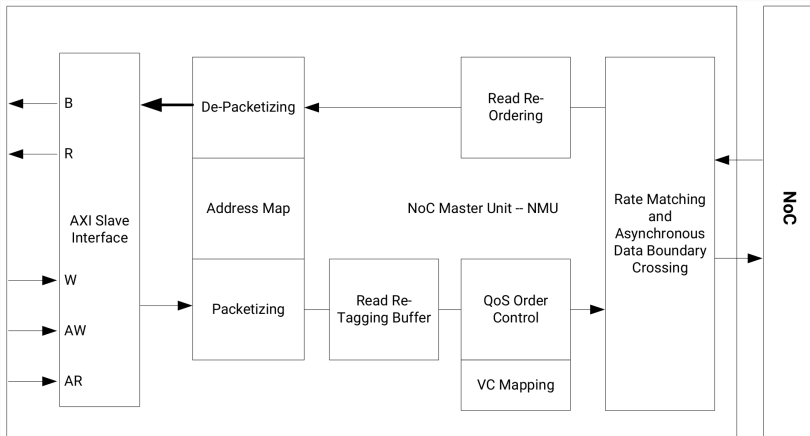 B
R
AXI Slave
Interface
W
AW
AR
De-Packetizing
Address Map
Packetizing
Read Re-
Ordering
NoC Master Unit -- NMU
Read Re-
Tagging Buffer
QoS Order
Control
VC Mapping
Rate Matching
and
Asynchronous
Data Boundary
Crossing
NoC